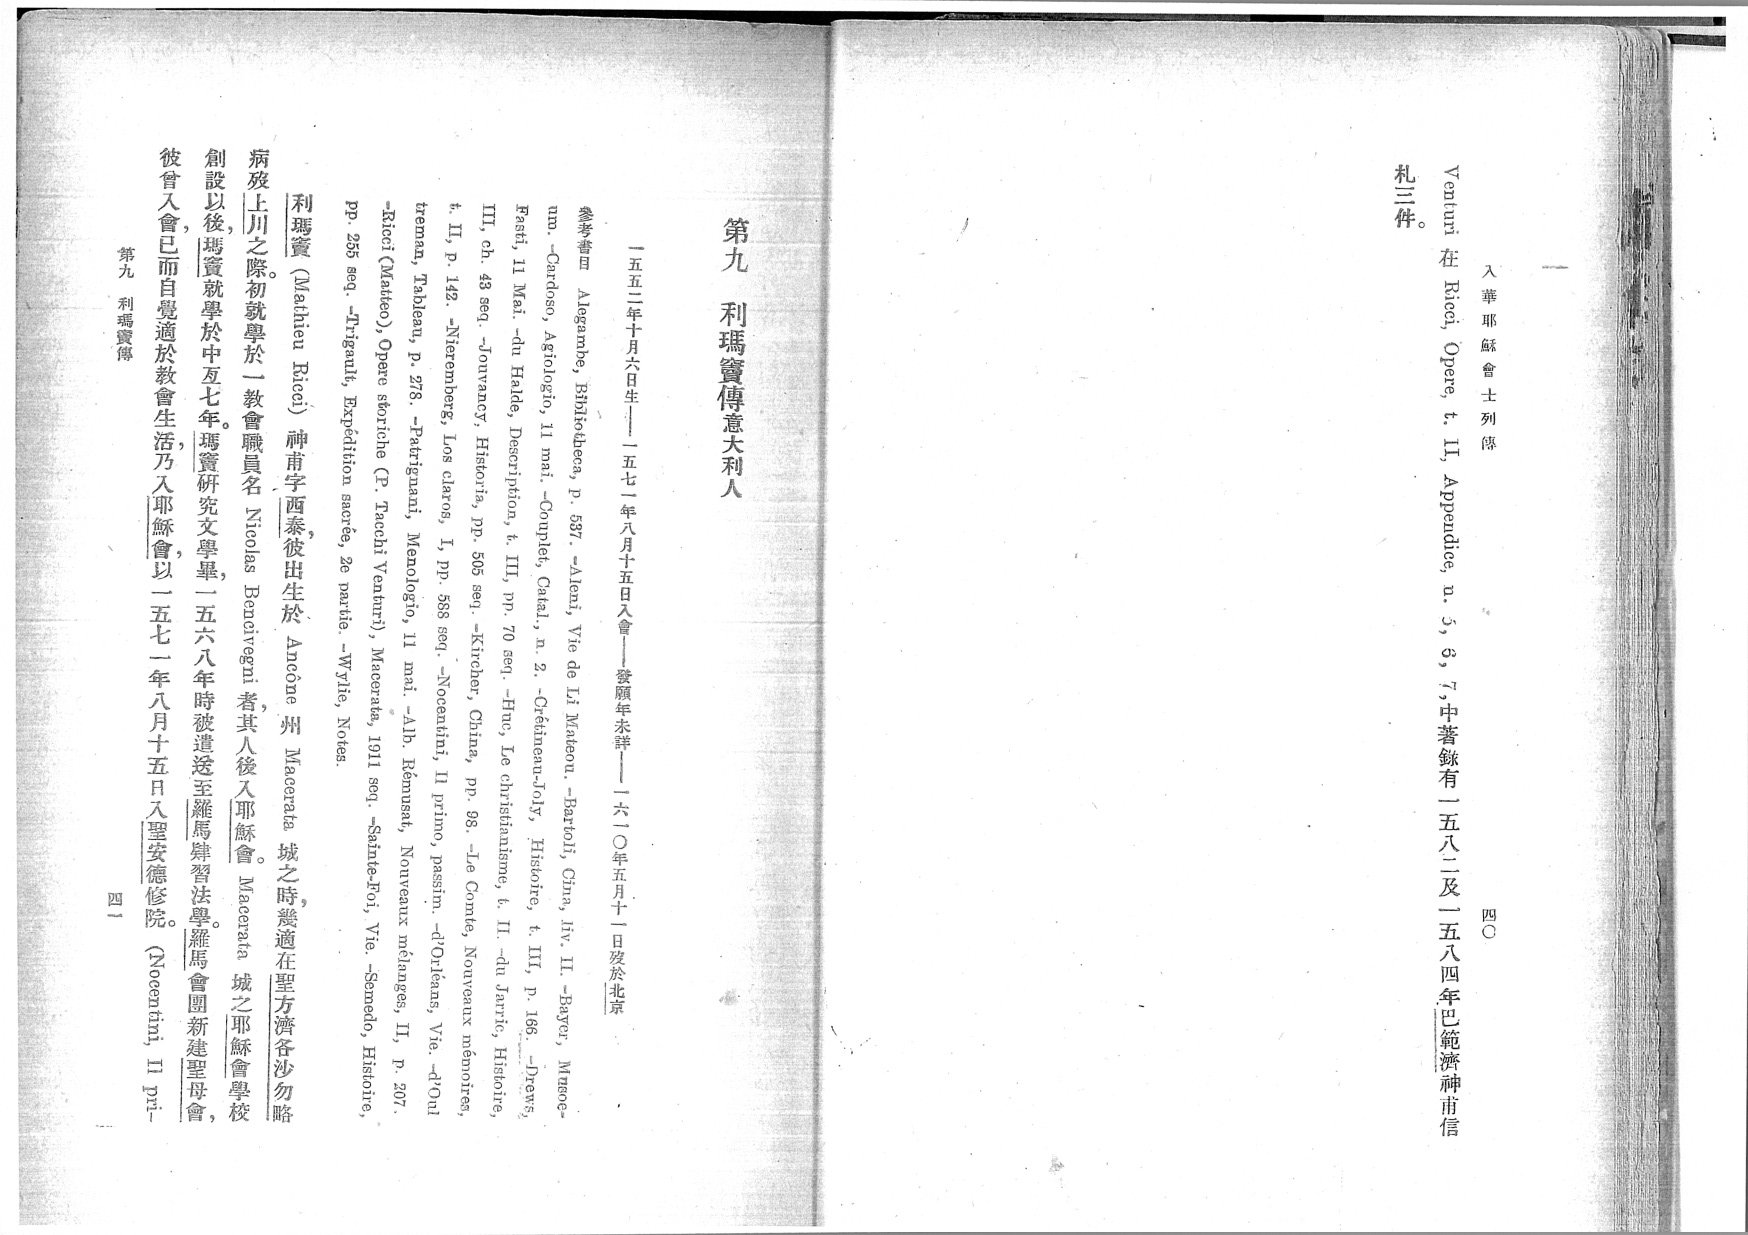 入華耶穌會士列傳
四〇
Venturi 在 Ricci, Opere, t. II, Appendice, n. 5, 6, 7, 中著錄有一五八二及一五八四年巴範濟神甫信
札三件。
第九 利瑪竇傳 意大利人
一五五二年十月六日生——一五七一年八月十五日入會——發願年未詳——一六一〇年五月十一日歿於北京
參考書目 Alegambe, Bibliotheca, p. 537. -Aleni, Vie de Li Mateou. -Bartoli, Cina, liv. II. -Bayer, Musoe-
um. -Cardoso, Agiologio, 11 mai. -Couplet, Catal., n. 2. -Crétineau-Joly, Histoire, t. III, p. 166. -Drews,
Fasti, 11 Mai. -du Halde, Description, t. III, pp. 70 seq. -Huc, Le christianisme, t. II. -du Jarric, Histoire,
III, ch. 43 seq. -Jouvancy, Historia, pp. 505 seq. -Kircher, China, pp. 98. -Le Comte, Nouveaux mémoires,
t. II, p. 142. -Nieremberg, Los claros, I, pp. 588 seq. -Nocentini, Il primo, passim. -d'Orléans, Vie. -d'Oul
treman, Tableau, p. 278. -Patrignani, Menologio, 11 mai. -Alb. Rémusat, Nouveaux mélanges, II, p. 207.
-Ricci (Matteo), Opere storiche (P. Tacchi Venturi), Macerata, 1911 seq. -Sainte-Foi, Vie. -Semedo, Histoire,
pp. 255 seq. -Trigault, Expédition sacrée, 2e partie. -Wylie, Notes.
利瑪竇 (Mathieu Ricci) 神甫字西泰，彼出生於 Ancône 州 Macerata 城之時，幾適在聖方濟各沙勿略
病歿上川之際。初就學於一教會職員名 Nicolas Bencivegni 者，其人後入耶穌會。Macerata 城之耶穌會學校
創設以後，瑪竇就學於中亙七年。瑪竇研究文學畢，一五六八年時被遣送至羅馬肄習法學。羅馬會團新建聖母會，
彼曾入會，已而自覺適於教會生活，乃入耶穌會，以一五七一年八月十五日入聖安德修院。(Nocentini, Il pri-
第九 利瑪竇傳
四一